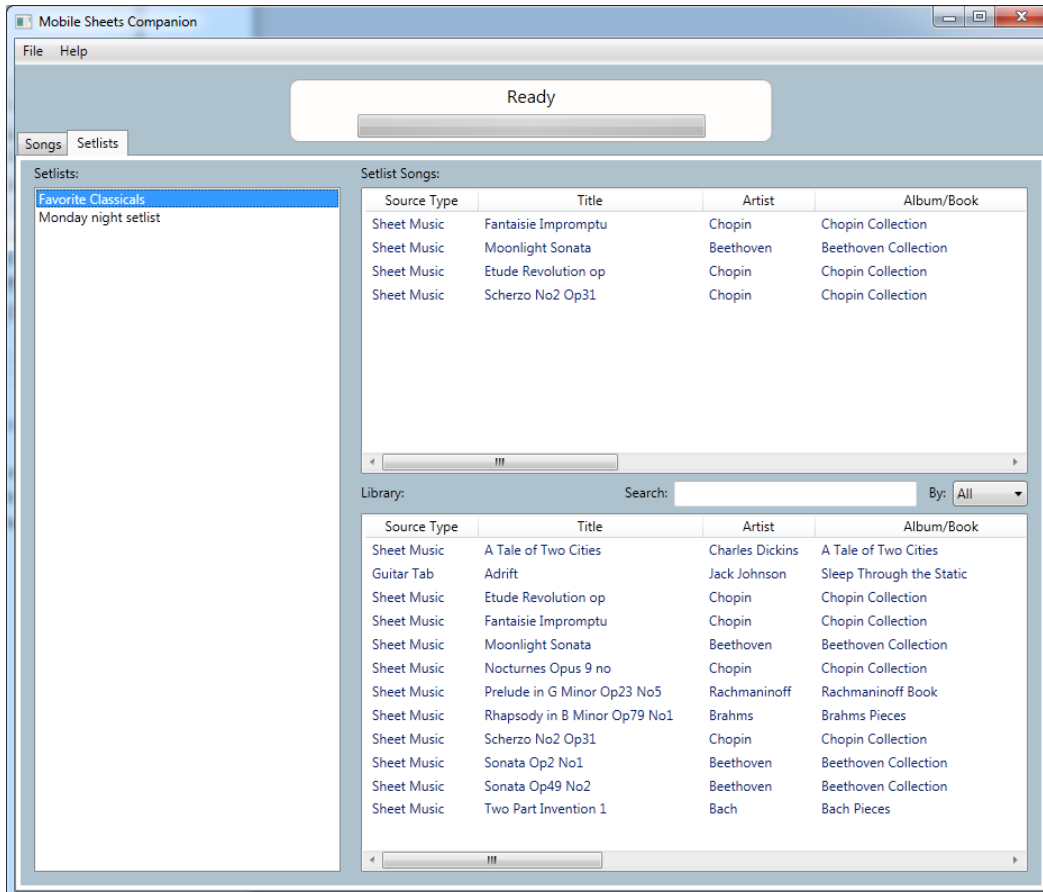 Mobile Sheets Companion
File Help
Ready
Songs Setlists
Setlists:
Favorite Classicals
Monday night setlist
Setlist Songs:
Source Type Title Artist Album/Book
Sheet Music Fantaisie Impromptu Chopin Chopin Collection
Sheet Music Moonlight Sonata Beethoven Beethoven Collection
Sheet Music Etude Revolution op Chopin Chopin Collection
Sheet Music Scherzo No2 Op31 Chopin Chopin Collection
Library: Search: By: All
Source Type Title Artist Album/Book
Sheet Music A Tale of Two Cities Charles Dickins A Tale of Two Cities
Guitar Tab Adrift Jack Johnson Sleep Through the Static
Sheet Music Etude Revolution op Chopin Chopin Collection
Sheet Music Fantaisie Impromptu Chopin Chopin Collection
Sheet Music Moonlight Sonata Beethoven Beethoven Collection
Sheet Music Nocturnes Opus 9 no Chopin Chopin Collection
Sheet Music Prelude in G Minor Op23 No5 Rachmaninoff Rachmaninoff Book
Sheet Music Rhapsody in B Minor Op79 No1 Brahms Brahms Pieces
Sheet Music Scherzo No2 Op31 Chopin Chopin Collection
Sheet Music Sonata Op2 No1 Beethoven Beethoven Collection
Sheet Music Sonata Op49 No2 Beethoven Beethoven Collection
Sheet Music Two Part Invention 1 Bach Bach Pieces